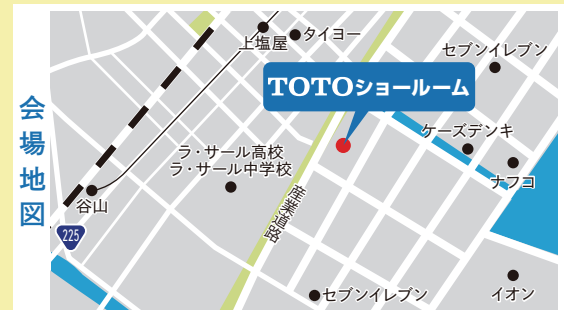 会場地図
上塩屋
タイヨー
セブンイレブン
TOTOショールーム
ケーズデンキ
ラ・サール高校
ラ・サール中学校
ナフコ
谷山
産業道路
225
セブンイレブン
イオン